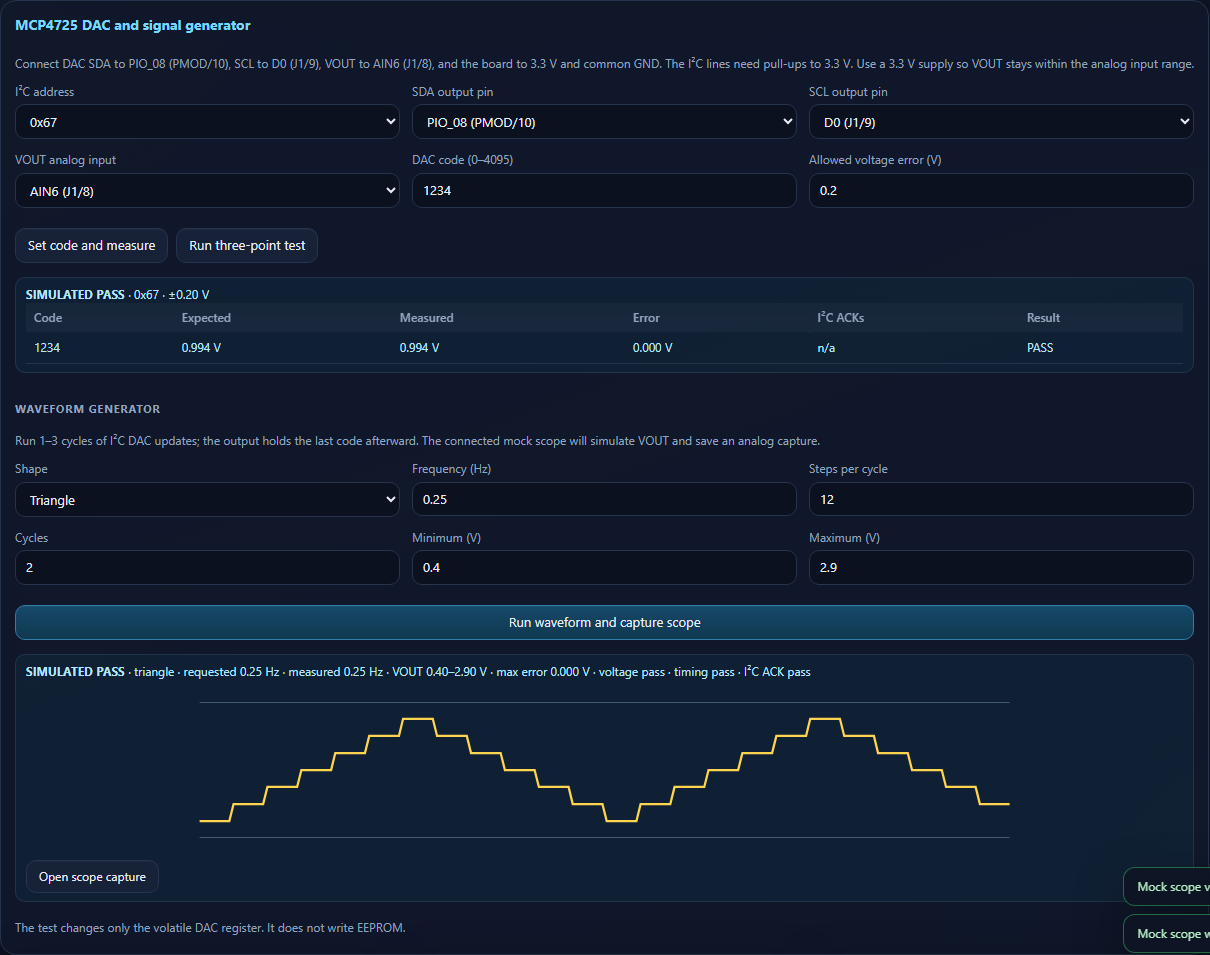 MCP4725 DAC and signal generator
Connect DAC SDA to PIO_08 (PMOD/10), SCL to D0 (J1/9), VOUT to AIN6 (J1/8), and the board to 3.3 V and common GND. The I²C lines need pull-ups to 3.3 V. Use a 3.3 V supply so VOUT stays within the analog input range.
I²C address SDA output pin SCL output pin
0x67 PIO_08 (PMOD/10) D0 (J1/9)
VOUT analog input DAC code (0–4095) Allowed voltage error (V)
AIN6 (J1/8) 1234 0.2
Set code and measure Run three-point test
SIMULATED PASS · 0x67 · ±0.20 V
Code Expected Measured Error I²C ACKs Result
1234 0.994 V 0.994 V 0.000 V n/a PASS
WAVEFORM GENERATOR
Run 1–3 cycles of I²C DAC updates; the output holds the last code afterward. The connected mock scope will simulate VOUT and save an analog capture.
Shape Frequency (Hz) Steps per cycle
Triangle 0.25 12
Cycles Minimum (V) Maximum (V)
2 0.4 2.9
Run waveform and capture scope
SIMULATED PASS · triangle · requested 0.25 Hz · measured 0.25 Hz · VOUT 0.40–2.90 V · max error 0.000 V · voltage pass · timing pass · I²C ACK pass
Open scope capture
Mock scope
The test changes only the volatile DAC register. It does not write EEPROM.
Mock scope